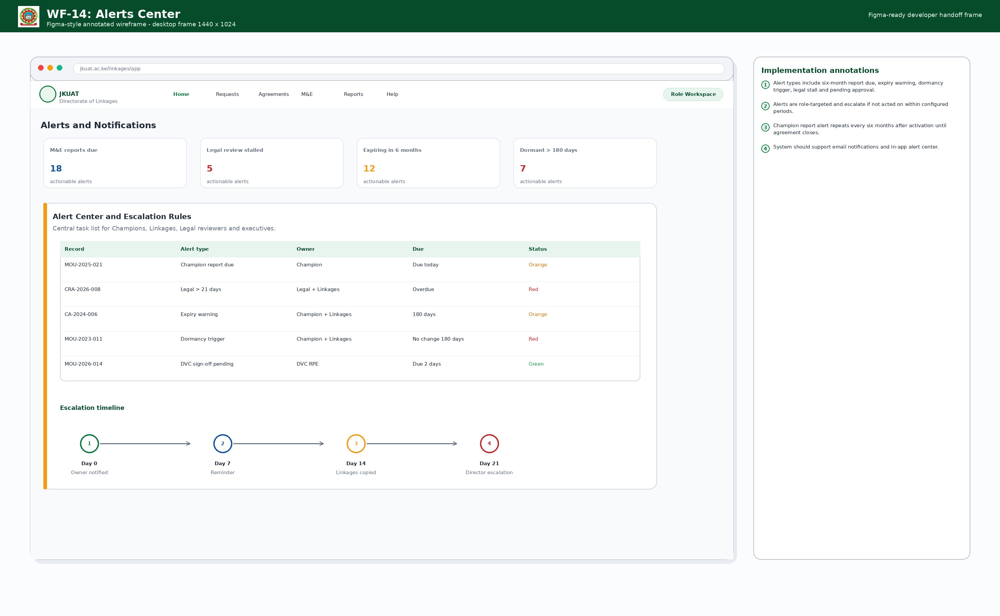 WF-14: Alerts Center
Figma-style annotated wireframe - desktop frame 1440 x 1024
Figma-ready developer handoff frame
jkuat.ac.ke/linkages/app
JKUAT
Directorate of Linkages
Home Requests Agreements M&E Reports Help
Role Workspace
Alerts and Notifications
M&E reports due
18
actionable alerts
Legal review stalled
5
actionable alerts
Expiring in 6 months
12
actionable alerts
Dormant > 180 days
7
actionable alerts
Alert Center and Escalation Rules
Central task list for Champions, Linkages, Legal reviewers and executives.
Record Alert type Owner Due Status
MOU-2025-021 Champion report due Champion Due today Orange
CRA-2026-008 Legal > 21 days Legal + Linkages Overdue Red
CA-2024-006 Expiry warning Champion + Linkages 180 days Orange
MOU-2023-011 Dormancy trigger Champion + Linkages No change 180 days Red
MOU-2026-014 DVC sign-off pending DVC RPE Due 2 days Green
Escalation timeline
1 2 3 4
Day 0 Day 7 Day 14 Day 21
Owner notified Reminder Linkages copied Director escalation
Implementation annotations
1 Alert types include six-month report due, expiry warning, dormancy
trigger, legal stall and pending approval.
2 Alerts are role-targeted and escalate if not acted on within configured
periods.
3 Champion report alert repeats every six months after activation until
agreement closes.
4 System should support email notifications and in-app alert center.